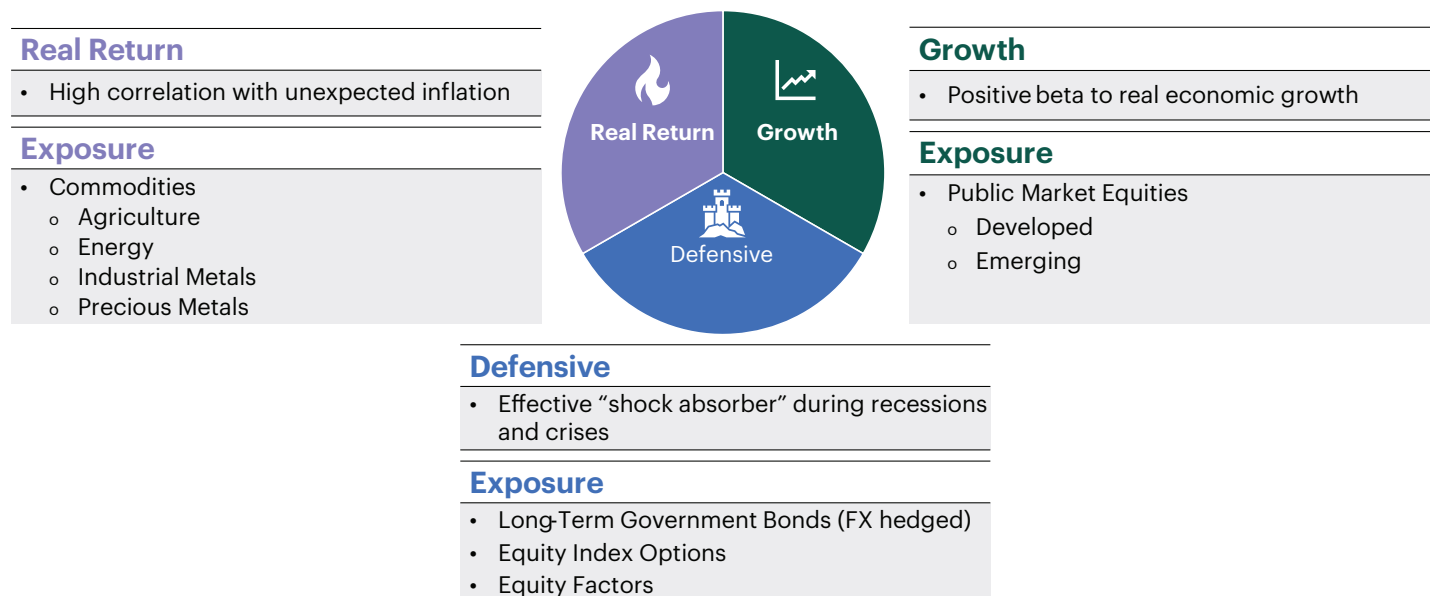 Real Return
• High correlation with unexpected inflation
Exposure
• Commodities
o Agriculture
o Energy
o Industrial Metals
o Precious Metals
Real Return
Growth
Defensive
Growth
• Positive beta to real economic growth
Exposure
• Public Market Equities
o Developed
o Emerging
Defensive
• Effective “shock absorber” during recessions
and crises
Exposure
• Long-Term Government Bonds (FX hedged)
• Equity Index Options
• Equity Factors